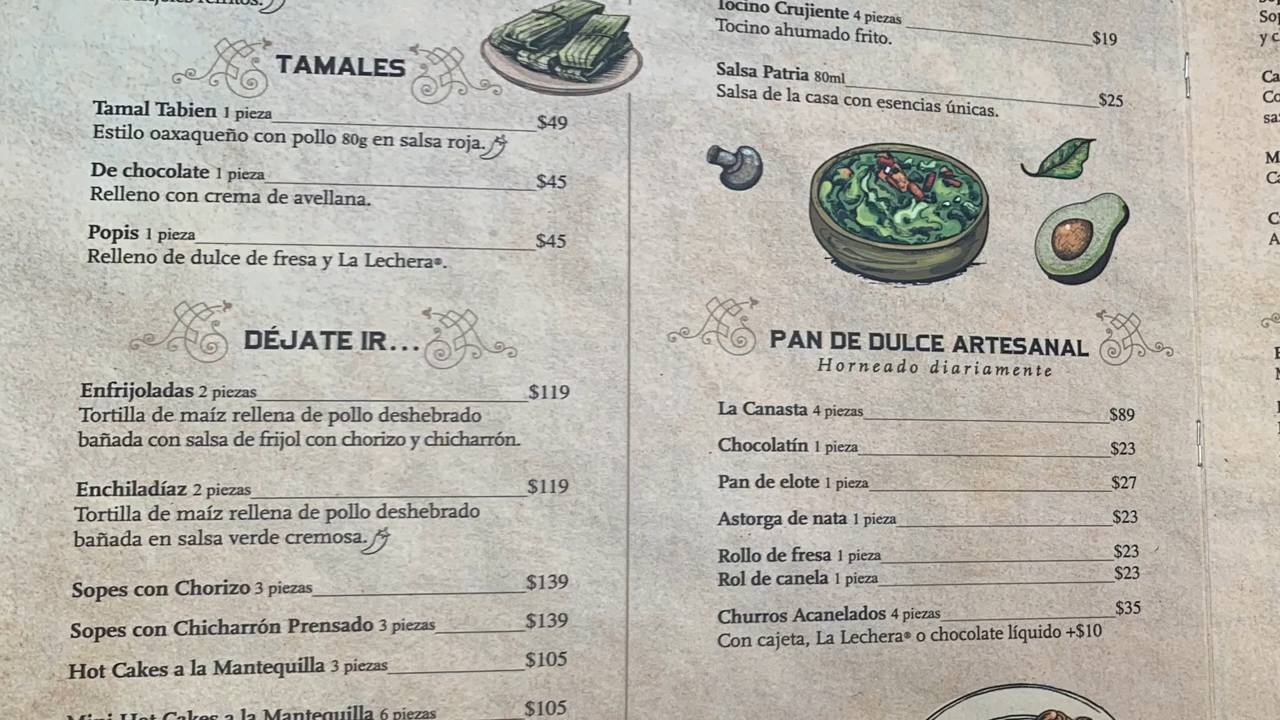 TAMALES
Tamal Tabien 1 pieza $49
Estilo oaxaqueño con pollo 80g en salsa roja.
De chocolate 1 pieza $45
Relleno con crema de avellana.
Popis 1 pieza $45
Relleno de dulce de fresa y La Lechera®.
DÉJATE IR...
Enfrijoladas 2 piezas $119
Tortilla de maíz rellena de pollo deshebrado
bañada con salsa de frijol con chorizo y chicharrón.
Enchiladíaz 2 piezas $119
Tortilla de maíz rellena de pollo deshebrado
bañada en salsa verde cremosa.
Sopes con Chorizo 3 piezas $139
Sopes con Chicharrón Prensado 3 piezas $139
Hot Cakes a la Mantequilla 3 piezas $105
Mini Hot Cakes a la Mantequilla 6 piezas $105
Tocino Crujiente 4 piezas $19
Tocino ahumado frito.
Salsa Patria 80ml $25
Salsa de la casa con esencias únicas.
PAN DE DULCE ARTESANAL
Horneado diariamente
La Canasta 4 piezas $89
Chocolatín 1 pieza $23
Pan de elote 1 pieza $27
Astorga de nata 1 pieza $23
Rollo de fresa 1 pieza $23
Rol de canela 1 pieza $23
Churros Acanelados 4 piezas $35
Con cajeta, La Lechera® o chocolate líquido +$10